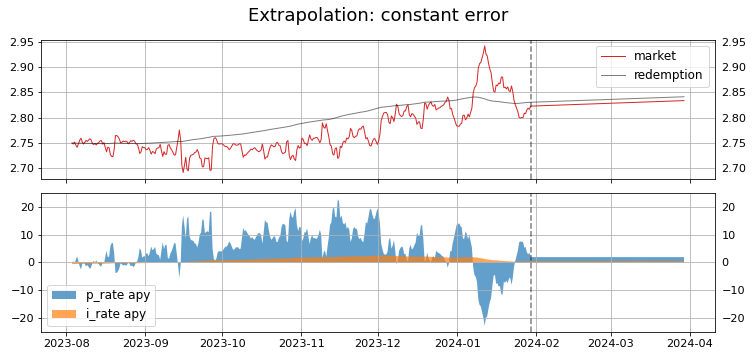 Extrapolation: constant error
2.95 2.95
2.90 2.90
2.85 2.85
2.80 2.80
2.75 2.75
2.70 2.70
market
redemption
20 20
10 10
0 0
−10 −10
−20 −20
p_rate apy
i_rate apy
2023-08 2023-09 2023-10 2023-11 2023-12 2024-01 2024-02 2024-03 2024-04